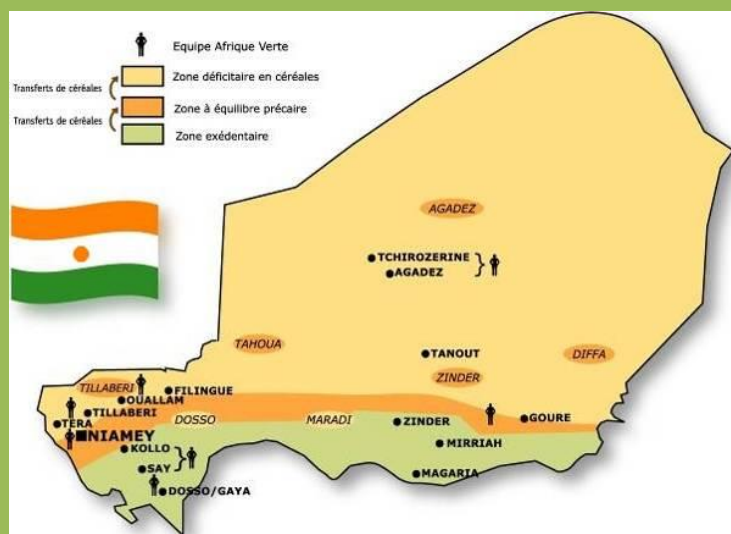 Equipe Afrique Verte
Transferts de céréales
Zone déficitaire en céréales
Transferts de céréales
Zone à équilibre précaire
Zone exédentaire
AGADEZ
TCHIROZERINE
AGADEZ
TAHOUA
TANOUT
DIFFA
ZINDER
TILLABERI
FILINGUE
OUALLAM
TILLABERI
TERA
DOSSO
MARADI
ZINDER
GOURE
NIAMEY
MIRRIAH
KOLLO
SAY
MAGARIA
DOSSO/GAYA